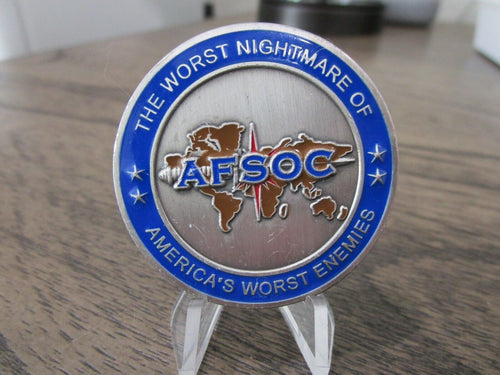 THE WORST NIGHTMARE OF
AFSOC
AMERICA'S WORST ENEMIES